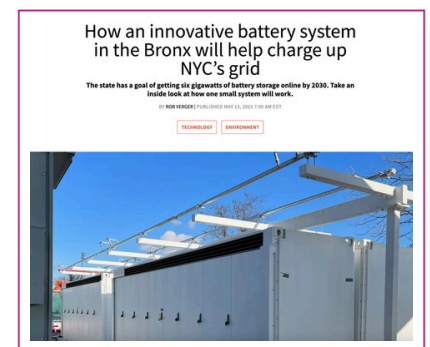 How an innovative battery system
in the Bronx will help charge up
NYC's grid
The state has a goal of getting six gigawatts of battery storage online by 2030. Take an
inside look at how one small system will work.
BY ROB VERGER | PUBLISHED MAY 13, 2023 7:00 AM EDT
TECHNOLOGY ENVIRONMENT